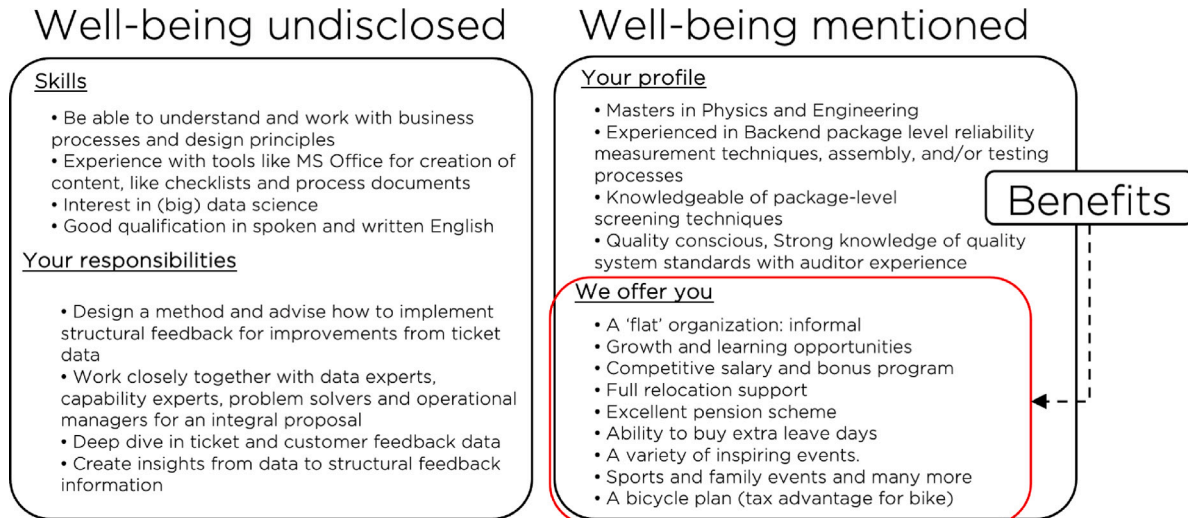 Well-being undisclosed
Skills
• Be able to understand and work with business
processes and design principles
• Experience with tools like MS Office for creation of
content, like checklists and process documents
• Interest in (big) data science
• Good qualification in spoken and written English
Your responsibilities
• Design a method and advise how to implement
structural feedback for improvements from ticket
data
• Work closely together with data experts,
capability experts, problem solvers and operational
managers for an integral proposal
• Deep dive in ticket and customer feedback data
• Create insights from data to structural feedback
information
Well-being mentioned
Your profile
• Masters in Physics and Engineering
• Experienced in Backend package level reliability
measurement techniques, assembly, and/or testing
processes
• Knowledgeable of package-level
screening techniques
• Quality conscious, Strong knowledge of quality
system standards with auditor experience
We offer you
• A ‘flat’ organization: informal
• Growth and learning opportunities
• Competitive salary and bonus program
• Full relocation support
• Excellent pension scheme
• Ability to buy extra leave days
• A variety of inspiring events.
• Sports and family events and many more
• A bicycle plan (tax advantage for bike)
Benefits